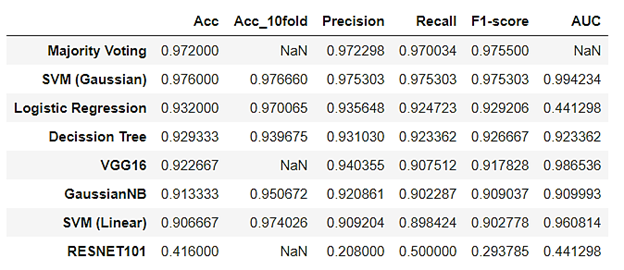 Acc Acc_10fold Precision Recall F1-score AUC
Majority Voting 0.972000 NaN 0.972298 0.970034 0.975500 NaN
SVM (Gaussian) 0.976000 0.976660 0.975303 0.975303 0.975303 0.994234
Logistic Regression 0.932000 0.970065 0.935648 0.924723 0.929206 0.441298
Decission Tree 0.929333 0.939675 0.931030 0.923362 0.926667 0.923362
VGG16 0.922667 NaN 0.940355 0.907512 0.917828 0.986536
GaussianNB 0.913333 0.950672 0.920861 0.902287 0.909037 0.909993
SVM (Linear) 0.906667 0.974026 0.909204 0.898424 0.902778 0.960814
RESNET101 0.416000 NaN 0.208000 0.500000 0.293785 0.441298